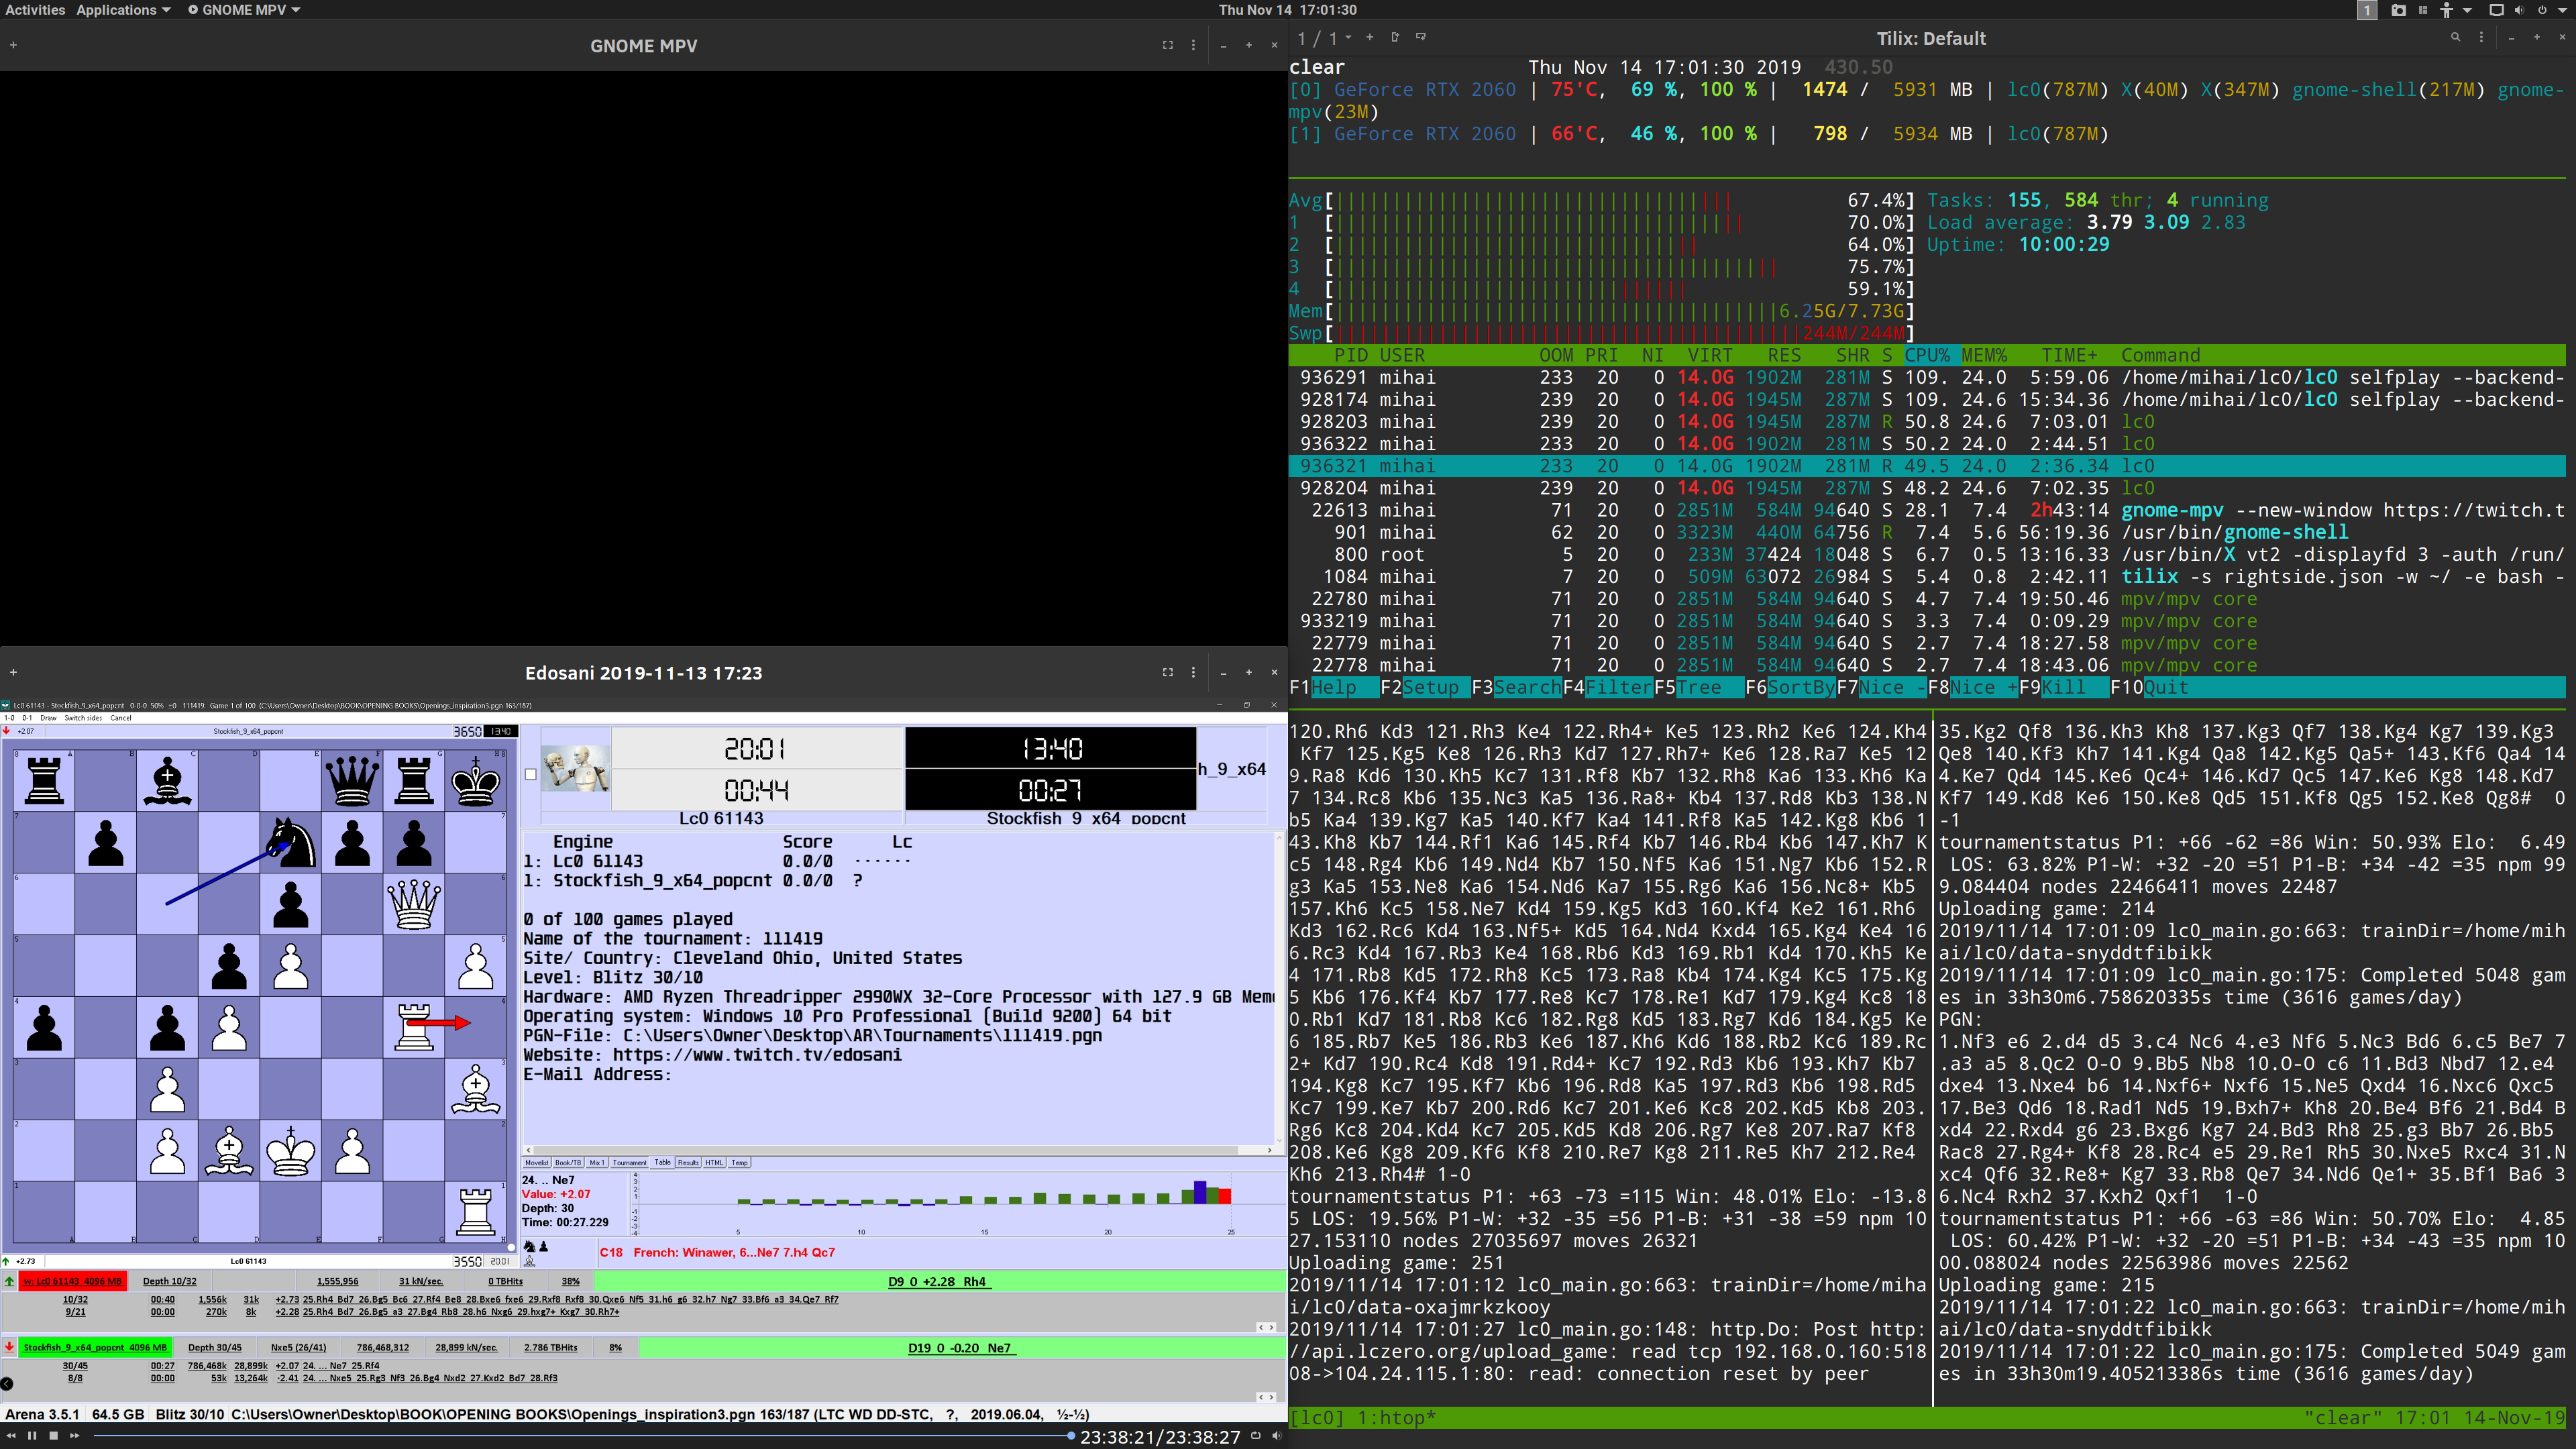 Activities Applications GNOME MPV Thu Nov 14 17:01:30 1
GNOME MPV
1 / 1 Tilix: Default
clear Thu Nov 14 17:01:30 2019 430.50
[0] GeForce RTX 2060 | 75'C, 69 %, 100 % | 1474 / 5931 MB | lc0(787M) X(40M) X(347M) gnome-shell(217M) gnome-
mpv(23M)
[1] GeForce RTX 2060 | 66'C, 46 %, 100 % | 798 / 5934 MB | lc0(787M)
Avg[ 67.4%] Tasks: 155, 584 thr; 4 running
1 [ 70.0%] Load average: 3.79 3.09 2.83
2 [ 64.0%] Uptime: 10:00:29
3 [ 75.7%]
4 [ 59.1%]
Mem[ 6.25G/7.73G]
Swp[ 244M/244M]
PID USER OOM PRI NI VIRT RES SHR S CPU% MEM% TIME+ Command
936291 mihai 233 20 0 14.0G 1902M 281M S 109. 24.0 5:59.06 /home/mihai/lc0/lc0 selfplay --backend-
928174 mihai 239 20 0 14.0G 1945M 287M S 109. 24.6 15:34.36 /home/mihai/lc0/lc0 selfplay --backend-
928203 mihai 239 20 0 14.0G 1945M 287M R 50.8 24.6 7:03.01 lc0
936322 mihai 233 20 0 14.0G 1902M 281M S 50.2 24.0 2:44.51 lc0
936321 mihai 233 20 0 14.0G 1902M 281M R 49.5 24.0 2:36.34 lc0
928204 mihai 239 20 0 14.0G 1945M 287M S 48.2 24.6 7:02.35 lc0
22613 mihai 71 20 0 2851M 584M 94640 S 28.1 7.4 2h43:14 gnome-mpv --new-window https://twitch.t
901 mihai 62 20 0 3323M 440M 64756 R 7.4 5.6 56:19.36 /usr/bin/gnome-shell
800 root 5 20 0 233M 37424 18048 S 6.7 0.5 13:16.33 /usr/bin/X vt2 -displayfd 3 -auth /run/
1084 mihai 7 20 0 509M 63072 26984 S 5.4 0.8 2:42.11 tilix -s rightside.json -w ~/ -e bash -
22780 mihai 71 20 0 2851M 584M 94640 S 4.7 7.4 19:50.46 mpv/mpv core
933219 mihai 71 20 0 2851M 584M 94640 S 3.3 7.4 0:09.29 mpv/mpv core
22779 mihai 71 20 0 2851M 584M 94640 S 2.7 7.4 18:27.58 mpv/mpv core
22778 mihai 71 20 0 2851M 584M 94640 S 2.7 7.4 18:43.06 mpv/mpv core
F1Help F2Setup F3SearchF4FilterF5Tree F6SortByF7Nice -F8Nice +F9Kill F10Quit
120.Rh6 Kd3 121.Rh3 Ke4 122.Rh4+ Ke5 123.Rh2 Ke6 124.Kh4
Kf7 125.Kg5 Ke8 126.Rh3 Kd7 127.Rh7+ Ke6 128.Ra7 Ke5 12
9.Ra8 Kd6 130.Kh5 Kc7 131.Rf8 Kb7 132.Rh8 Ka6 133.Kh6 Ka
7 134.Rc8 Kb6 135.Nc3 Ka5 136.Ra8+ Kb4 137.Rd8 Kb3 138.N
b5 Ka4 139.Kg7 Ka5 140.Kf7 Ka4 141.Rf8 Ka5 142.Kg8 Kb6 1
43.Kh8 Kb7 144.Rf1 Ka6 145.Rf4 Kb7 146.Rb4 Kb6 147.Kh7 K
c5 148.Rg4 Kb6 149.Nd4 Kb7 150.Nf5 Ka6 151.Ng7 Kb6 152.R
g3 Ka5 153.Ne8 Ka6 154.Nd6 Ka7 155.Rg6 Ka6 156.Nc8+ Kb5
157.Kh6 Kc5 158.Ne7 Kd4 159.Kg5 Kd3 160.Kf4 Ke2 161.Rh6
Kd3 162.Rc6 Kd4 163.Nf5+ Kd5 164.Nd4 Kxd4 165.Kg4 Ke4 16
6.Rc3 Kd4 167.Rb3 Ke4 168.Rb6 Kd3 169.Rb1 Kd4 170.Kh5 Ke
4 171.Rb8 Kd5 172.Rh8 Kc5 173.Ra8 Kb4 174.Kg4 Kc5 175.Kg
5 Kb6 176.Kf4 Kb7 177.Re8 Kc7 178.Re1 Kd7 179.Kg4 Kc8 18
0.Rb1 Kd7 181.Rb8 Kc6 182.Rg8 Kd5 183.Rg7 Kd6 184.Kg5 Ke
6 185.Rb7 Ke5 186.Rb3 Ke6 187.Kh6 Kd6 188.Rb2 Kc6 189.Rc
2+ Kd7 190.Rc4 Kd8 191.Rd4+ Kc7 192.Rd3 Kb6 193.Kh7 Kb7
194.Kg8 Kc7 195.Kf7 Kb6 196.Rd8 Ka5 197.Rd3 Kb6 198.Rd5
Kc7 199.Ke7 Kb7 200.Rd6 Kc7 201.Ke6 Kc8 202.Kd5 Kb8 203.
Rg6 Kc8 204.Kd4 Kc7 205.Kd5 Kd8 206.Rg7 Ke8 207.Ra7 Kf8
208.Ke6 Kg8 209.Kf6 Kf8 210.Re7 Kg8 211.Re5 Kh7 212.Re4
Kh6 213.Rh4# 1-0
tournamentstatus P1: +63 -73 =115 Win: 48.01% Elo: -13.8
5 LOS: 19.56% P1-W: +32 -35 =56 P1-B: +31 -38 =59 npm 10
27.153110 nodes 27035697 moves 26321
Uploading game: 251
2019/11/14 17:01:12 lc0_main.go:663: trainDir=/home/miha
i/lc0/data-oxajmrkzkooy
2019/11/14 17:01:27 lc0_main.go:148: http.Do: Post http:
//api.lczero.org/upload_game: read tcp 192.168.0.160:518
08->104.24.115.1:80: read: connection reset by peer
35.Kg2 Qf8 136.Kh3 Kh8 137.Kg3 Qf7 138.Kg4 Kg7 139.Kg3
Qe8 140.Kf3 Kh7 141.Kg4 Qa8 142.Kg5 Qa5+ 143.Kf6 Qa4 14
4.Ke7 Qd4 145.Ke6 Qc4+ 146.Kd7 Qc5 147.Ke6 Kg8 148.Kd7
Kf7 149.Kd8 Ke6 150.Ke8 Qd5 151.Kf8 Qg5 152.Ke8 Qg8# 0
-1
tournamentstatus P1: +66 -62 =86 Win: 50.93% Elo: 6.49
LOS: 63.82% P1-W: +32 -20 =51 P1-B: +34 -42 =35 npm 99
9.084404 nodes 22466411 moves 22487
Uploading game: 214
2019/11/14 17:01:09 lc0_main.go:663: trainDir=/home/mih
ai/lc0/data-snyddtfibikk
2019/11/14 17:01:09 lc0_main.go:175: Completed 5048 gam
es in 33h30m6.758620335s time (3616 games/day)
PGN:
1.Nf3 e6 2.d4 d5 3.c4 Nc6 4.e3 Nf6 5.Nc3 Bd6 6.c5 Be7 7
.a3 a5 8.Qc2 O-O 9.Bb5 Nb8 10.O-O c6 11.Bd3 Nbd7 12.e4
dxe4 13.Nxe4 b6 14.Nxf6+ Nxf6 15.Ne5 Qxd4 16.Nxc6 Qxc5
17.Be3 Qd6 18.Rad1 Nd5 19.Bxh7+ Kh8 20.Be4 Bf6 21.Bd4 B
xd4 22.Rxd4 g6 23.Bxg6 Kg7 24.Bd3 Rh8 25.g3 Bb7 26.Bb5
Rac8 27.Rg4+ Kf8 28.Rc4 e5 29.Re1 Rh5 30.Nxe5 Rxc4 31.N
xc4 Qf6 32.Re8+ Kg7 33.Rb8 Qe7 34.Nd6 Qe1+ 35.Bf1 Ba6 3
6.Nc4 Rxh2 37.Kxh2 Qxf1 1-0
tournamentstatus P1: +66 -63 =86 Win: 50.70% Elo: 4.85
LOS: 60.42% P1-W: +32 -20 =51 P1-B: +34 -43 =35 npm 10
00.088024 nodes 22563986 moves 22562
Uploading game: 215
2019/11/14 17:01:22 lc0_main.go:663: trainDir=/home/mih
ai/lc0/data-snyddtfibikk
2019/11/14 17:01:22 lc0_main.go:175: Completed 5049 gam
es in 33h30m19.405213386s time (3616 games/day)
[lc0] 1:htop* "clear" 17:01 14-Nov-19
Edosani 2019-11-13 17:23
Lc0 61143 - Stockfish_9_x64_popcnt 0-0-0 50% ±0 111419: Game 1 of 100 (C:\Users\Owner\Desktop\BOOK\OPENING BOOKS\Openings_inspiration3.pgn 163/187)
1-0 0-1 Draw Switch sides Cancel
+2.07 Stockfish_9_x64_popcnt 3650 13:40
20:01 13:40 h_9_x64
00:44 00:27
Lc0 61143 Stockfish_9_x64_popcnt
Engine Score Lc
1: Lc0 61143 0.0/0 ······
1: Stockfish_9_x64_popcnt 0.0/0 ?
0 of 100 games played
Name of the tournament: 111419
Site/ Country: Cleveland Ohio, United States
Level: Blitz 30/10
Hardware: AMD Ryzen Threadripper 2990WX 32-Core Processor with 127.9 GB Mem
Operating system: Windows 10 Pro Professional (Build 9200) 64 bit
PGN-File: C:\Users\Owner\Desktop\AR\Tournaments\111419.pgn
Website: https://www.twitch.tv/edosani
E-Mail Address:
Movelist Book/TB Mix 1 Tournament Table Results HTML Temp
24. .. Ne7
Value: +2.07
Depth: 30
Time: 00:27.229
5 10 15 20 25
C18 French: Winawer, 6...Ne7 7.h4 Qc7
+2.73 Lc0 61143 3550 20:01
w: Lc0 61143 4096 MB Depth 10/32 1,555,956 31 kN/sec. 0 TBHits 38% D9 0 +2.28 Rh4
10/32 00:40 1,556k 31k +2.73 25.Rh4 Bd7 26.Bg5 Bc6 27.Rf4 Be8 28.Bxe6 fxe6 29.Rxf8 Rxf8 30.Qxe6 Nf5 31.h6 g6 32.h7 Ng7 33.Bf6 a3 34.Qe7 Rf7
9/21 00:00 270k 8k +2.28 25.Rh4 Bd7 26.Bg5 a3 27.Bg4 Rb8 28.h6 Nxg6 29.hxg7+ Kxg7 30.Rh7+
Stockfish_9_x64_popcnt 4096 MB Depth 30/45 Nxe5 (26/41) 786,468,312 28,899 kN/sec. 2.786 TBHits 8% D19 0 -0.20 Ne7
30/45 00:27 786,468k 28,899k +2.07 24. ... Ne7 25.Rf4
8/8 00:00 53k 13,264k -2.41 24. ... Nxe5 25.Rg3 Nf3 26.Bg4 Nxd2 27.Kxd2 Bd7 28.Rf3
Arena 3.5.1 64.5 GB Blitz 30/10 C:\Users\Owner\Desktop\BOOK\OPENING BOOKS\Openings_inspiration3.pgn 163/187 (LTC WD DD-STC, ?, 2019.06.04, ½-½)
23:38:21/23:38:27